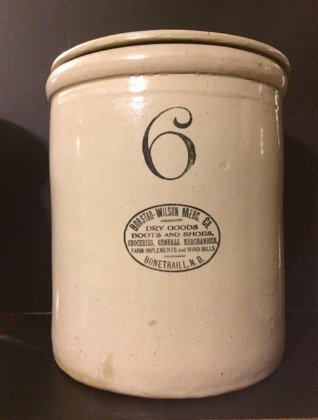 6
BORSTAD-WILSON MERC. CO.
DRY GOODS
BOOTS AND SHOES,
GROCERIES, GENERAL MERCHANDISE,
FARM IMPLEMENTS AND WIND MILLS,
BONETRAILL, N.D.